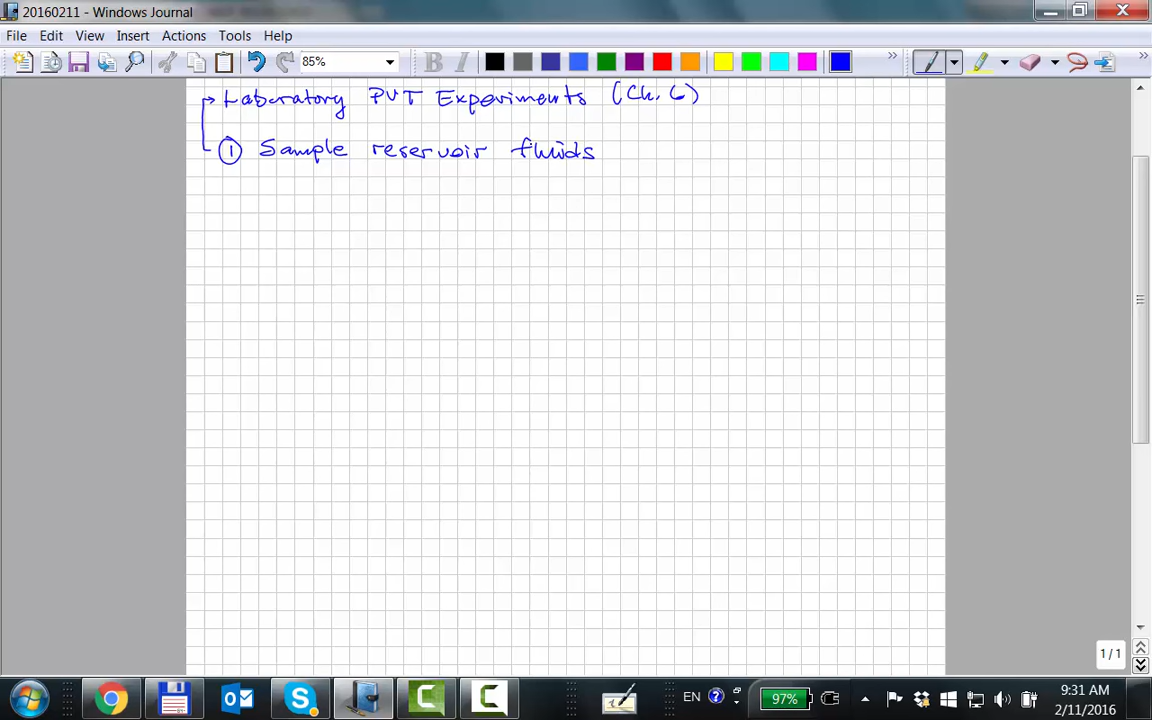 20160211 - Windows Journal
File Edit View Insert Actions Tools Help
85%
Laboratory PVT Experiments (Ch. 6)
① Sample reservoir fluids
1 / 1
EN
97%
9:31 AM
2/11/2016